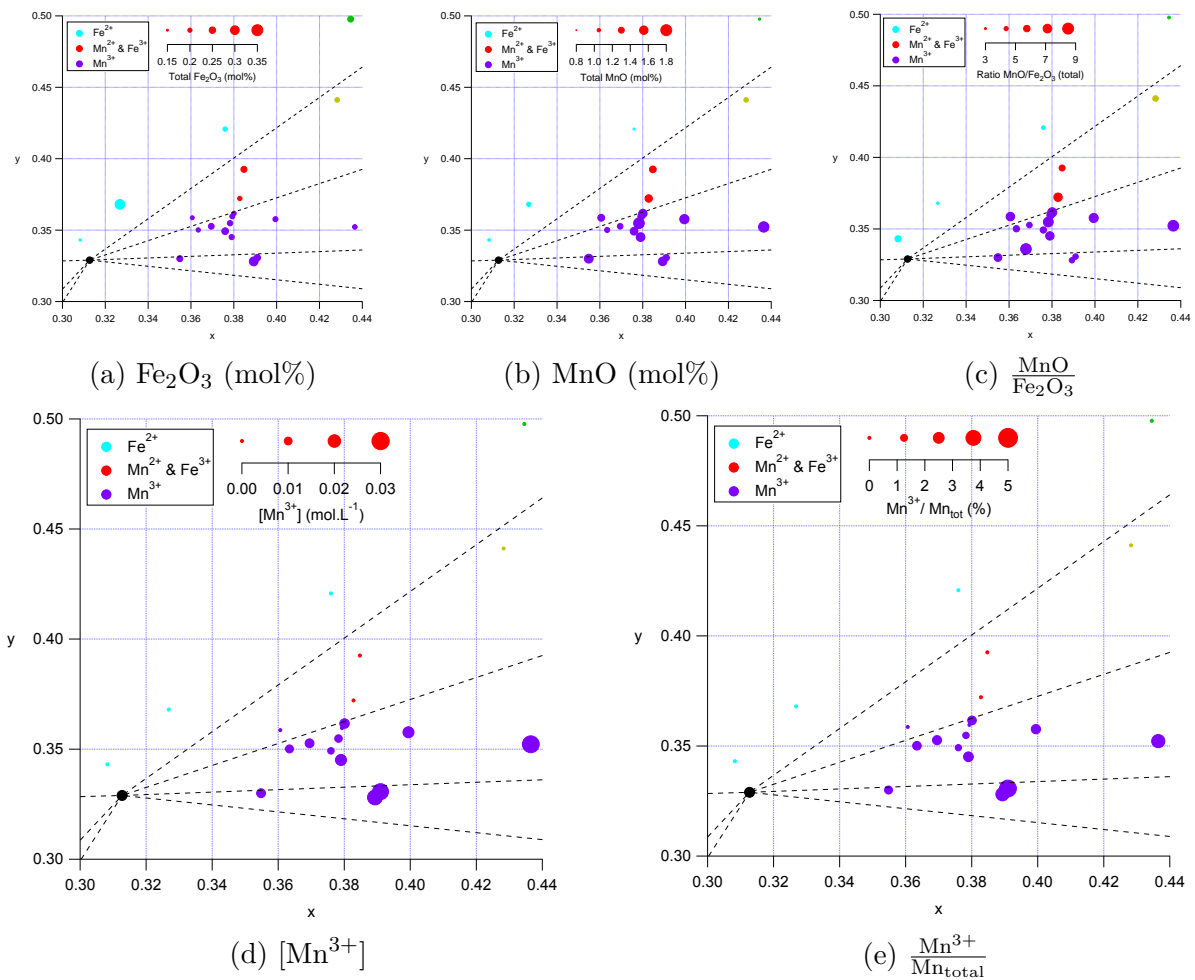 0.50
0.45
0.40
y
0.35
0.30
0.30 0.32 0.34 0.36 0.38 0.40 0.42 0.44
x
Fe²⁺
Mn²⁺ & Fe³⁺
Mn³⁺
0.15 0.20 0.25 0.30 0.35
Total Fe₂O₃ (mol%)
(a) Fe₂O₃ (mol%)
0.50
0.45
0.40
y
0.35
0.30
0.30 0.32 0.34 0.36 0.38 0.40 0.42 0.44
x
Fe²⁺
Mn²⁺ & Fe³⁺
Mn³⁺
0.8 1.0 1.2 1.4 1.6 1.8
Total MnO (mol%)
(b) MnO (mol%)
0.50
0.45
0.40
y
0.35
0.30
0.30 0.32 0.34 0.36 0.38 0.40 0.42 0.44
x
Fe²⁺
Mn²⁺ & Fe³⁺
Mn³⁺
3 5 7 9
Ratio MnO/Fe₂O₃ (total)
(c) MnO/Fe₂O₃
0.50
0.45
0.40
y
0.35
0.30
0.30 0.32 0.34 0.36 0.38 0.40 0.42 0.44
x
Fe²⁺
Mn²⁺ & Fe³⁺
Mn³⁺
0.00 0.01 0.02 0.03
[Mn³⁺] (mol.L⁻¹)
(d) [Mn³⁺]
0.50
0.45
0.40
y
0.35
0.30
0.30 0.32 0.34 0.36 0.38 0.40 0.42 0.44
x
Fe²⁺
Mn²⁺ & Fe³⁺
Mn³⁺
0 1 2 3 4 5
Mn³⁺/ Mn_tot (%)
(e) Mn³⁺/Mn_total